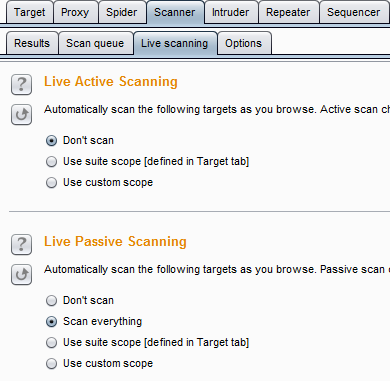 Target Proxy Spider Scanner Intruder Repeater Sequencer
Results Scan queue Live scanning Options
? Live Active Scanning
Automatically scan the following targets as you browse. Active scan
Don't scan
Use suite scope [defined in Target tab]
Use custom scope
? Live Passive Scanning
Automatically scan the following targets as you browse. Passive scan
Don't scan
Scan everything
Use suite scope [defined in Target tab]
Use custom scope